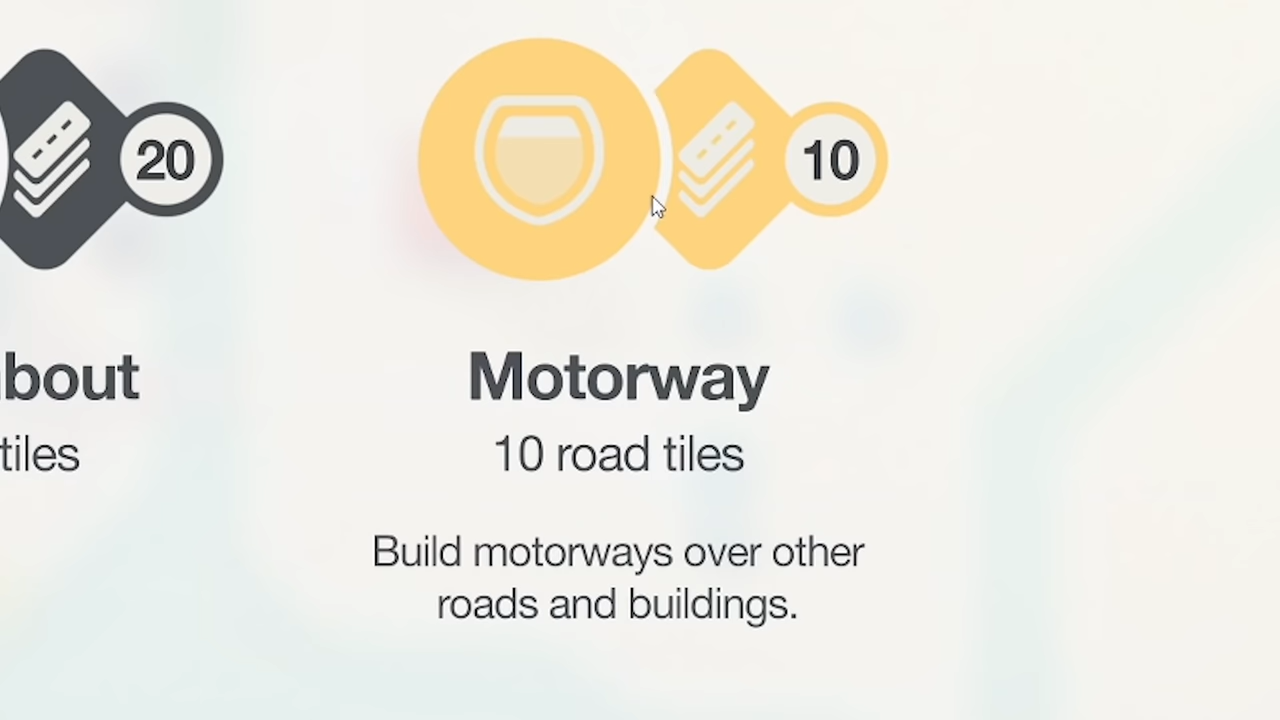 20
10
bout
Motorway
tiles
10 road tiles
Build motorways over other
roads and buildings.